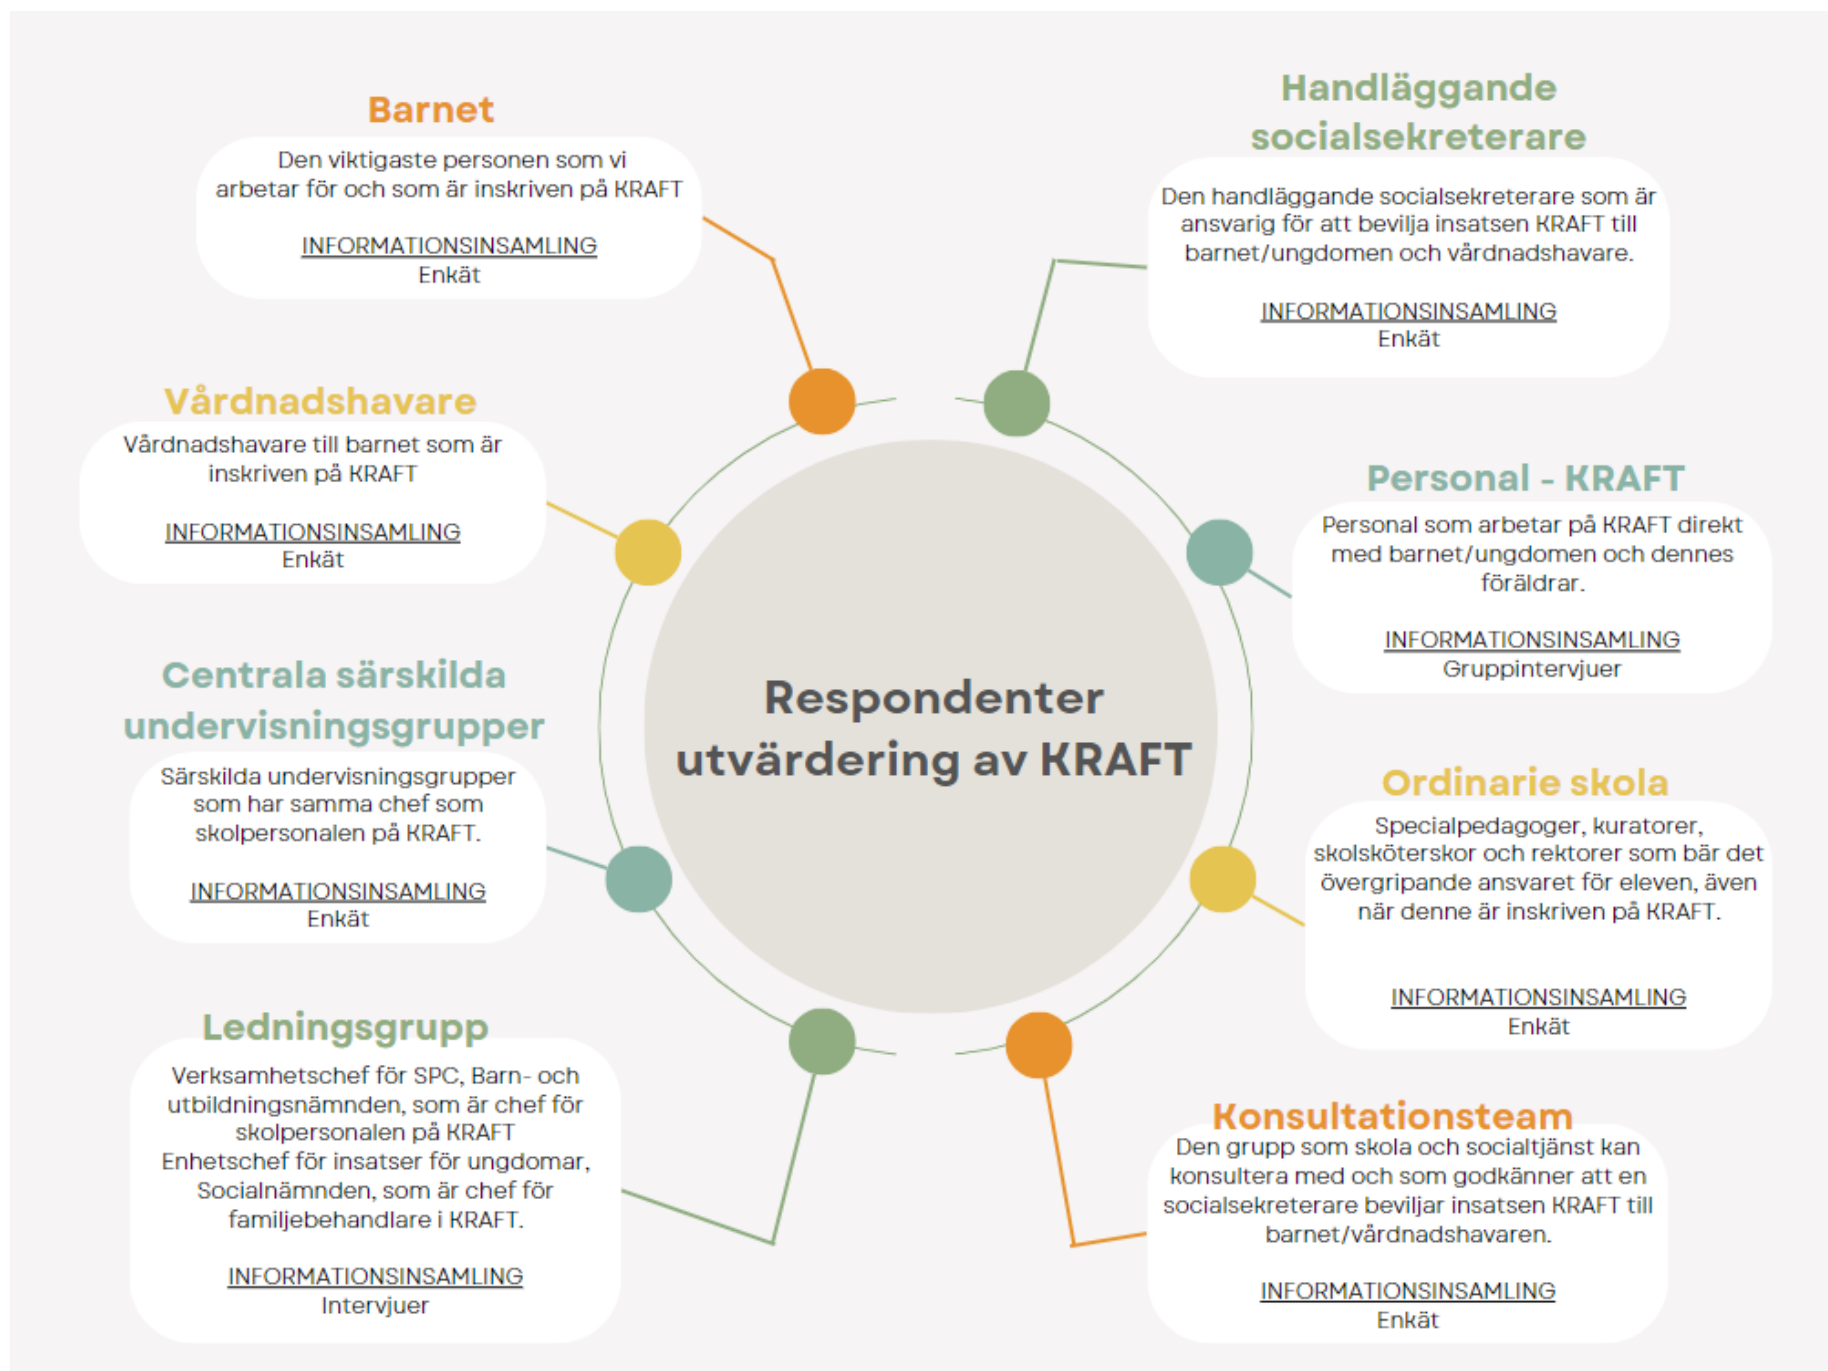 Barnet
Den viktigaste personen som vi
arbetar för och som är inskriven på KRAFT
INFORMATIONSINSAMLING
Enkät
Vårdnadshavare
Vårdnadshavare till barnet som är
inskriven på KRAFT
INFORMATIONSINSAMLING
Enkät
Centrala särskilda
undervisningsgrupper
Särskilda undervisningsgrupper
som har samma chef som
skolpersonalen på KRAFT.
INFORMATIONSINSAMLING
Enkät
Ledningsgrupp
Verksamhetschef för SPC, Barn- och
utbildningsnämnden, som är chef för
skolpersonalen på KRAFT
Enhetschef för insatser för ungdomar,
Socialnämnden, som är chef för
familjebehandlare i KRAFT.
INFORMATIONSINSAMLING
Intervjuer
Respondenter
utvärdering av KRAFT
Handläggande
socialsekreterare
Den handläggande socialsekreterare som är
ansvarig för att bevilja insatsen KRAFT till
barnet/ungdomen och vårdnadshavare.
INFORMATIONSINSAMLING
Enkät
Personal - KRAFT
Personal som arbetar på KRAFT direkt
med barnet/ungdomen och dennes
föräldrar.
INFORMATIONSINSAMLING
Gruppintervjuer
Ordinarie skola
Specialpedagoger, kuratorer,
skolsköterskor och rektorer som bär det
övergripande ansvaret för eleven, även
när denne är inskriven på KRAFT.
INFORMATIONSINSAMLING
Enkät
Konsultationsteam
Den grupp som skola och socialtjänst kan
konsultera med och som godkänner att en
socialsekreterare beviljar insatsen KRAFT till
barnet/vårdnadshavaren.
INFORMATIONSINSAMLING
Enkät